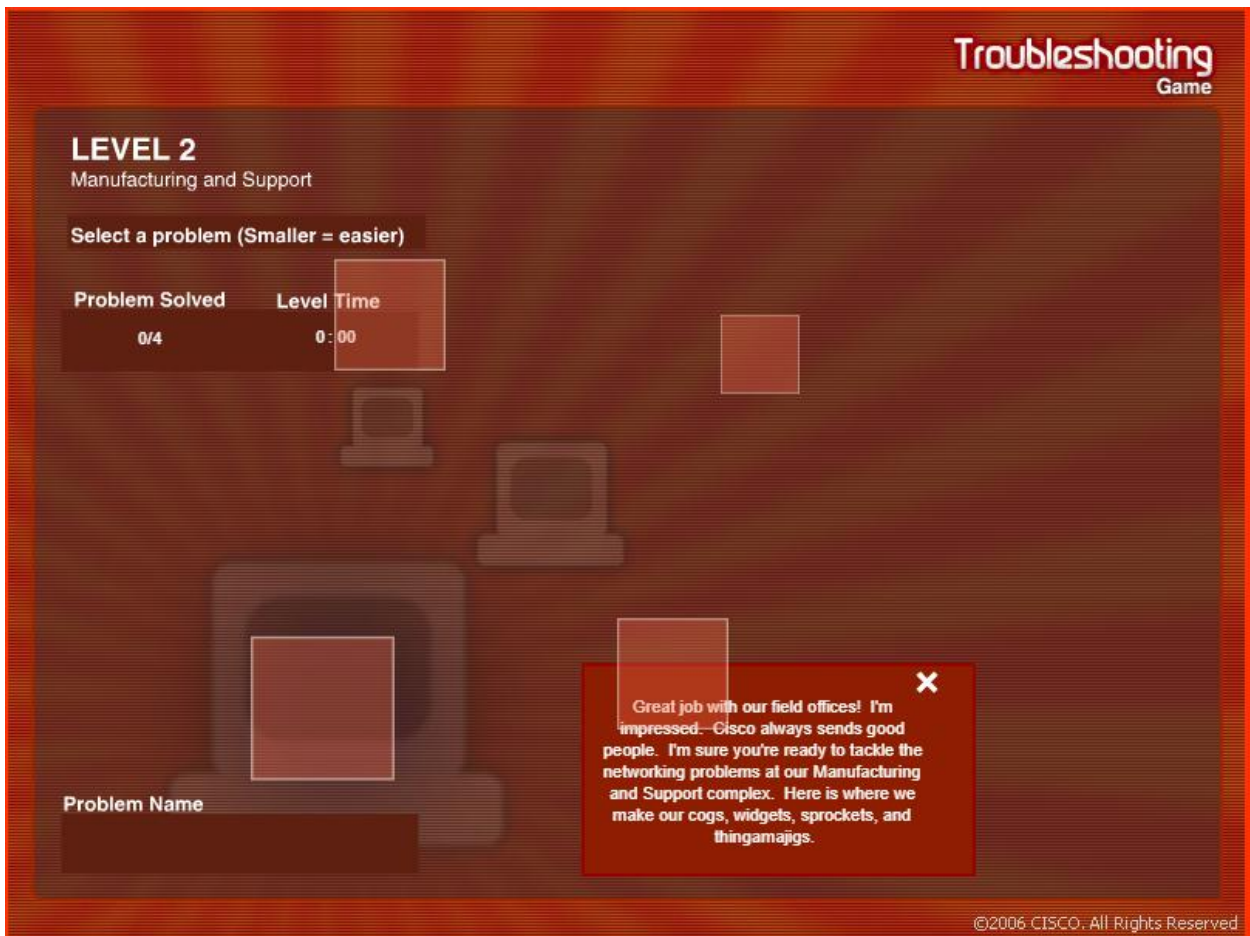 Troubleshooting
Game
LEVEL 2
Manufacturing and Support
Select a problem (Smaller = easier)
Problem Solved Level Time
0/4 0:00
Great job with our field offices! I'm
impressed. Cisco always sends good
people. I'm sure you're ready to tackle the
networking problems at our Manufacturing
and Support complex. Here is where we
make our cogs, widgets, sprockets, and
thingamajigs.
Problem Name
©2006 CISCO. All Rights Reserved